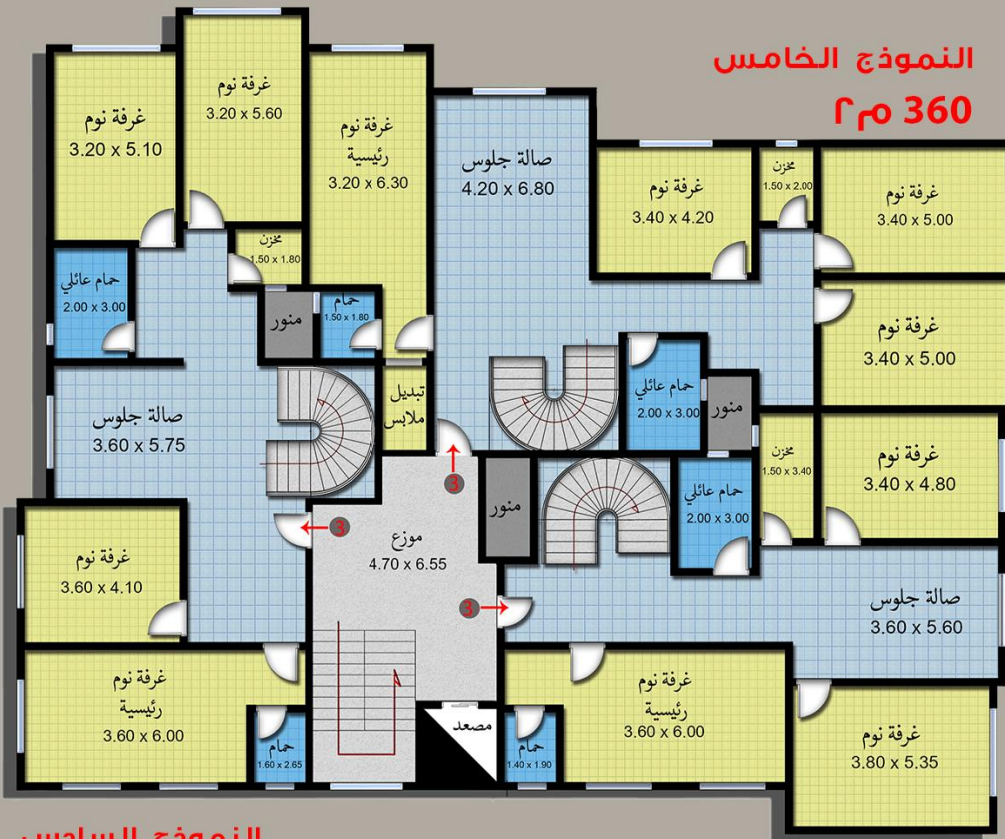 النموذج الخامس
360 م٢
غرفة نوم
3.20 x 5.10
غرفة نوم
3.20 x 5.60
غرفة نوم
رئيسية
3.20 x 6.30
صالة جلوس
4.20 x 6.80
غرفة نوم
3.40 x 4.20
مخزن
1.50 x 2.00
غرفة نوم
3.40 x 5.00
حمام عائلي
2.00 x 3.00
مخزن
1.50 x 1.80
منور
حمام
1.50 x 1.80
غرفة نوم
3.40 x 5.00
صالة جلوس
3.60 x 5.75
تبديل
ملابس
حمام عائلي
2.00 x 3.00
منور
مخزن
1.50 x 3.40
غرفة نوم
3.40 x 4.80
3
3
3
موزع
4.70 x 6.55
منور
حمام عائلي
2.00 x 3.00
غرفة نوم
3.60 x 4.10
صالة جلوس
3.60 x 5.60
غرفة نوم
رئيسية
3.60 x 6.00
حمام
1.60 x 2.65
مصعد
حمام
1.40 x 1.90
غرفة نوم
رئيسية
3.60 x 6.00
غرفة نوم
3.80 x 5.35
النموذج السادس